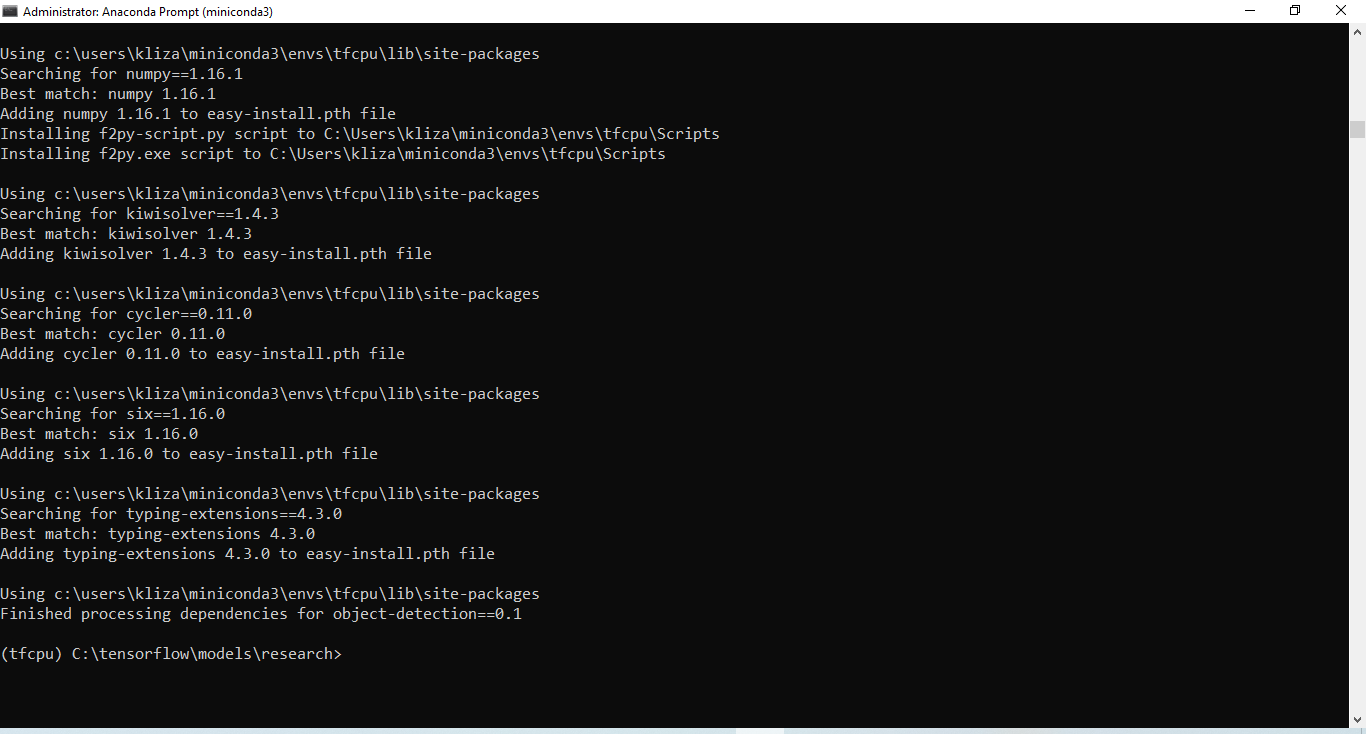 Administrator: Anaconda Prompt (miniconda3)
Using c:\users\kliza\miniconda3\envs\tfcpu\lib\site-packages
Searching for numpy==1.16.1
Best match: numpy 1.16.1
Adding numpy 1.16.1 to easy-install.pth file
Installing f2py-script.py script to C:\Users\kliza\miniconda3\envs\tfcpu\Scripts
Installing f2py.exe script to C:\Users\kliza\miniconda3\envs\tfcpu\Scripts
Using c:\users\kliza\miniconda3\envs\tfcpu\lib\site-packages
Searching for kiwisolver==1.4.3
Best match: kiwisolver 1.4.3
Adding kiwisolver 1.4.3 to easy-install.pth file
Using c:\users\kliza\miniconda3\envs\tfcpu\lib\site-packages
Searching for cycler==0.11.0
Best match: cycler 0.11.0
Adding cycler 0.11.0 to easy-install.pth file
Using c:\users\kliza\miniconda3\envs\tfcpu\lib\site-packages
Searching for six==1.16.0
Best match: six 1.16.0
Adding six 1.16.0 to easy-install.pth file
Using c:\users\kliza\miniconda3\envs\tfcpu\lib\site-packages
Searching for typing-extensions==4.3.0
Best match: typing-extensions 4.3.0
Adding typing-extensions 4.3.0 to easy-install.pth file
Using c:\users\kliza\miniconda3\envs\tfcpu\lib\site-packages
Finished processing dependencies for object-detection==0.1
(tfcpu) C:\tensorflow\models\research>